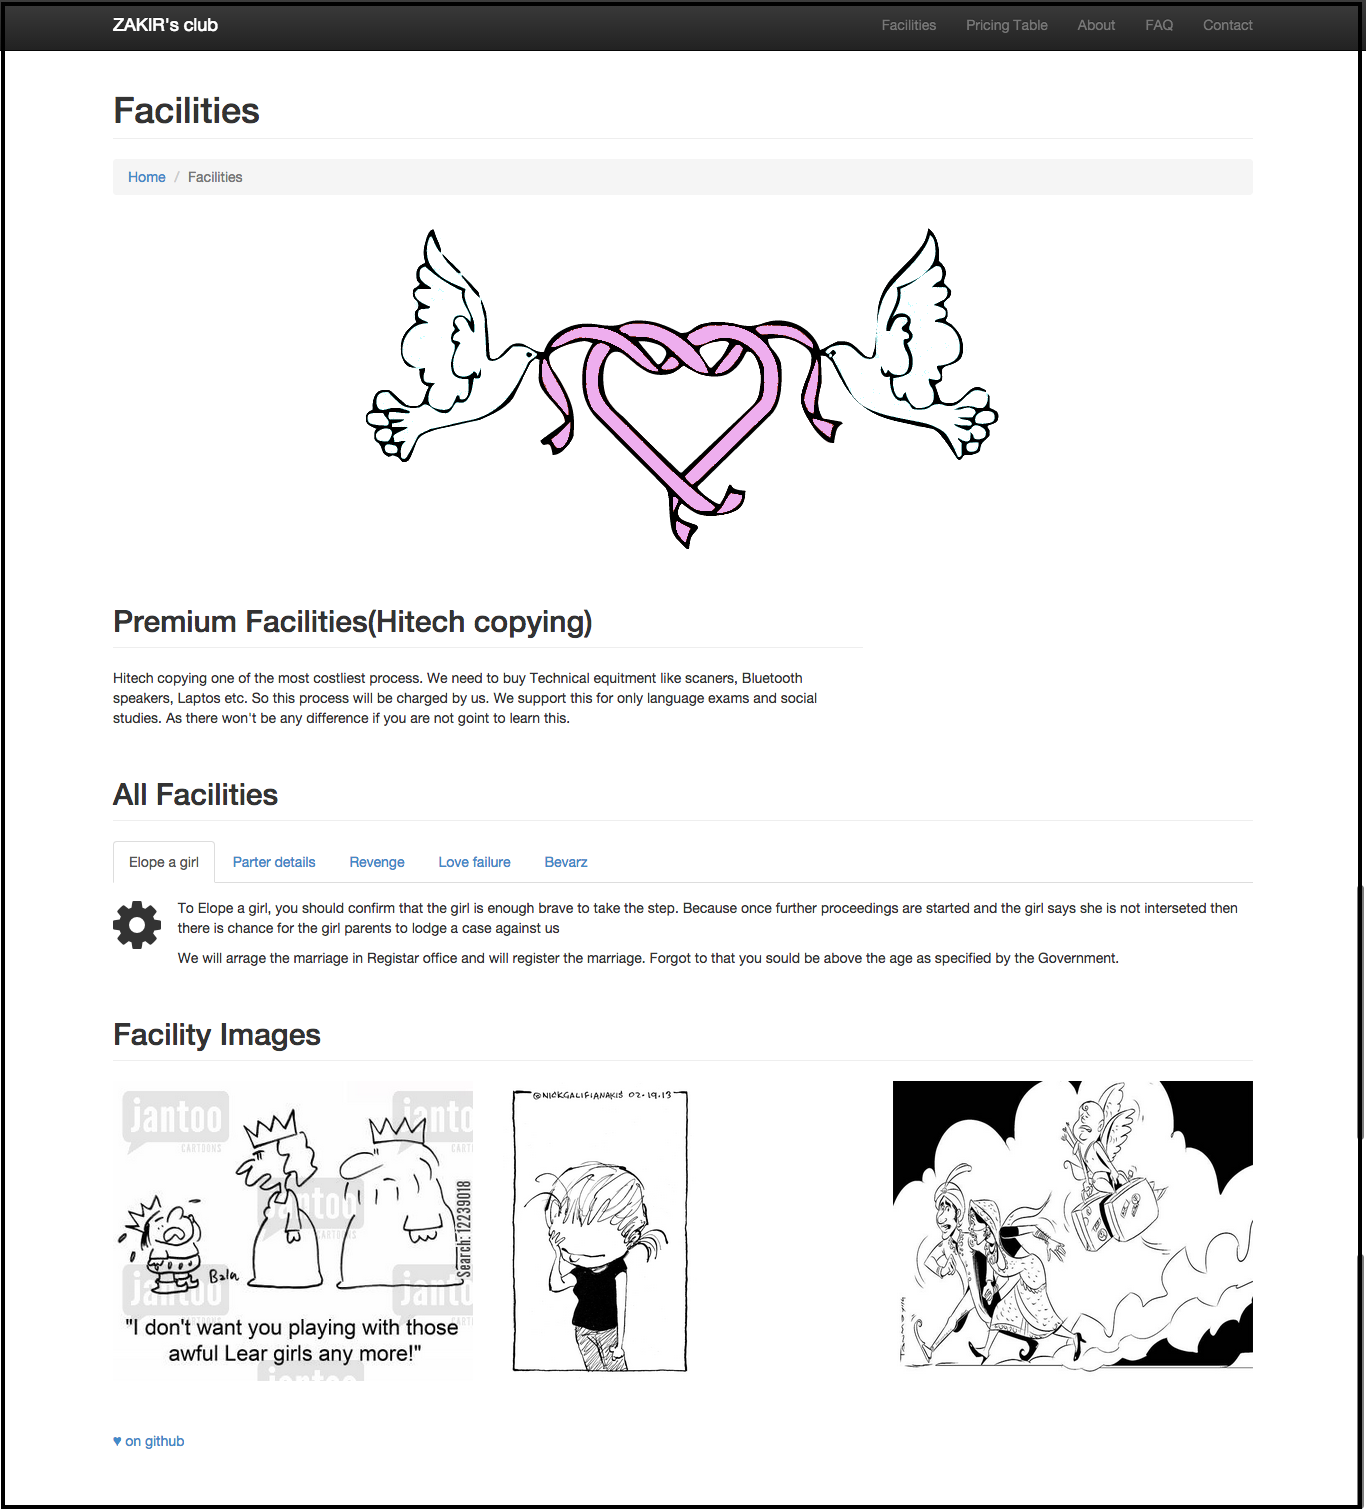 ZAKIR's club
Facilities
Pricing Table
About
FAQ
Contact
Facilities
Home / Facilities
Premium Facilities(Hitech copying)
Hitech copying one of the most costliest process. We need to buy Technical equitment like scaners, Bluetooth
speakers, Laptos etc. So this process will be charged by us. We support this for only language exams and social
studies. As there won't be any difference if you are not goint to learn this.
All Facilities
Elope a girl
Parter details
Revenge
Love failure
Bevarz
To Elope a girl, you should confirm that the girl is enough brave to take the step. Because once further proceedings are started and the girl says she is not interseted then
there is chance for the girl parents to lodge a case against us
We will arrage the marriage in Registar office and will register the marriage. Forgot to that you sould be above the age as specified by the Government.
Facility Images
jantoo
CARTOONS
janto
CART
jantoo
CARTOONS
Search: 12239018
Bala
jantoo
CARTOONS
janto
CART
"I don't want you playing with those
awful Lear girls any more!"
jantoo
@NICKGALIFIANAKIS 02-19-13
♥ on github